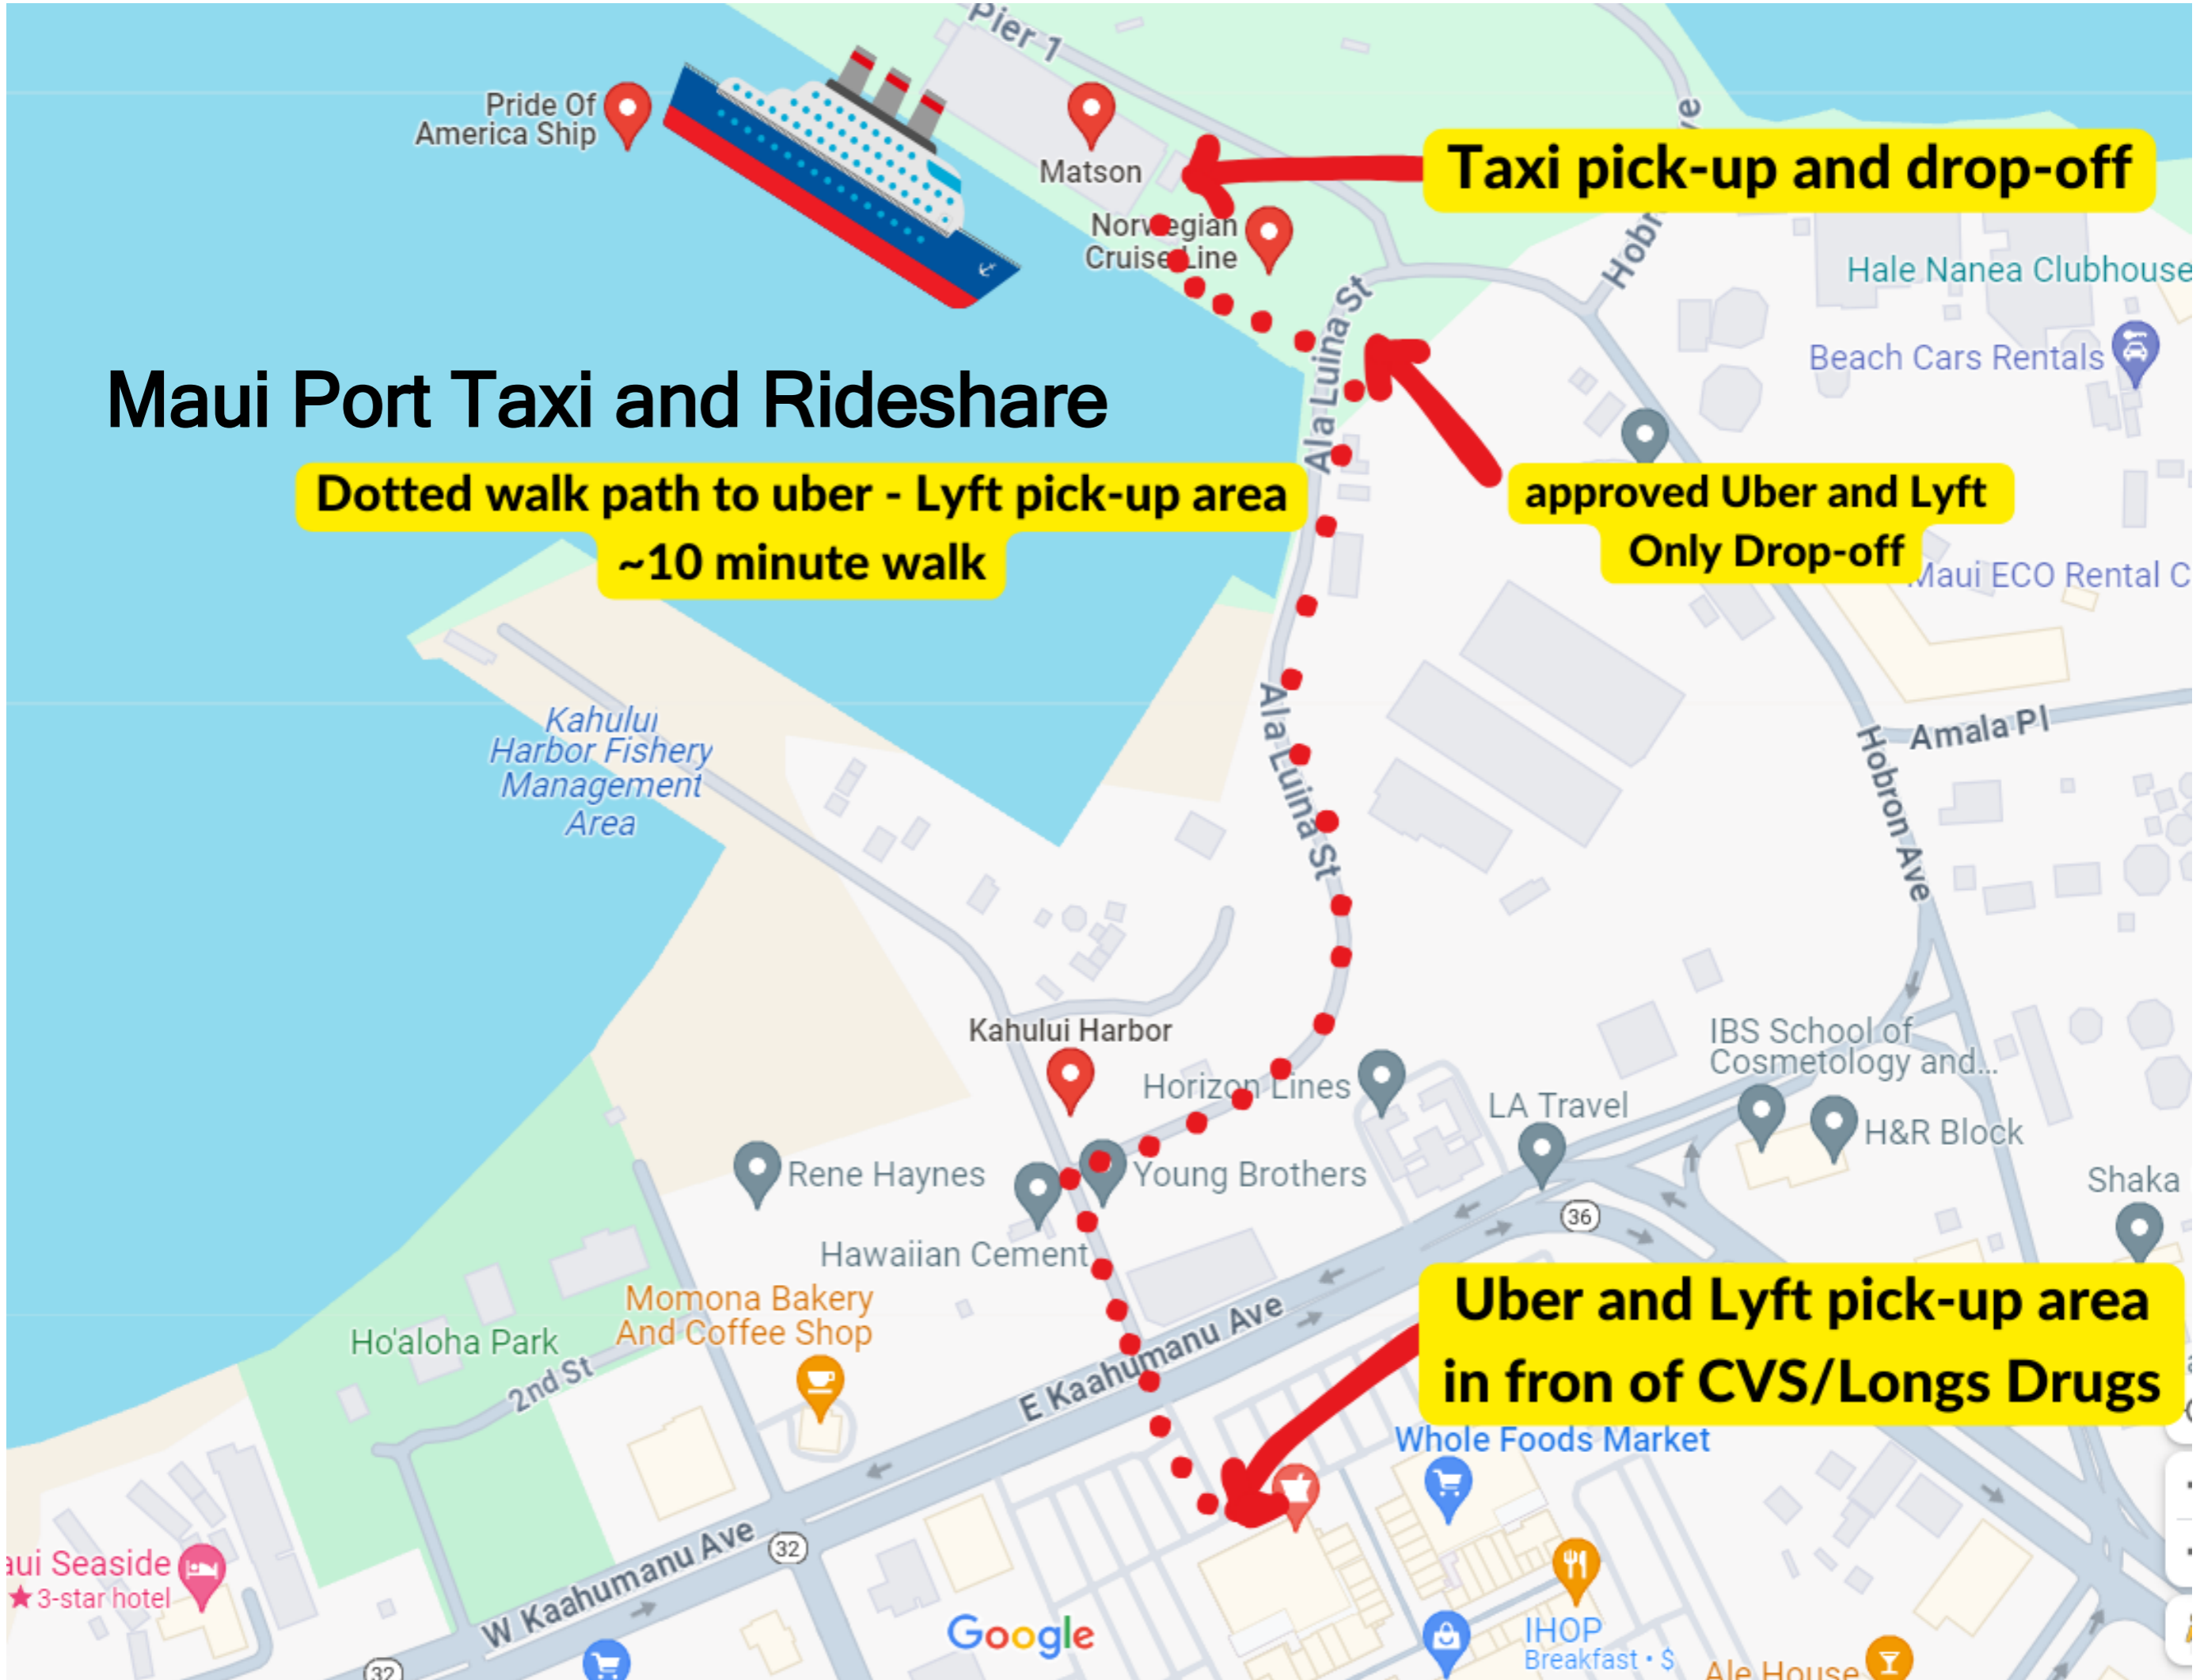 Pier 1
Pride Of
America Ship
Matson
Taxi pick-up and drop-off
Norwegian
Cruise Line
Ala Luina St
Hale Nanea Clubhouse
Beach Cars Rentals
Maui Port Taxi and Rideshare
Dotted walk path to uber - Lyft pick-up area
~10 minute walk
approved Uber and Lyft
Only Drop-off
Maui ECO Rental C
Kahului
Harbor Fishery
Management
Area
Ala Luina St
Amala Pl
Hobron Ave
Kahului Harbor
Horizon Lines
LA Travel
IBS School of
Cosmetology and...
H&R Block
Rene Haynes
Young Brothers
Shaka
Hawaiian Cement
36
Momona Bakery
And Coffee Shop
Ho'aloha Park
2nd St
E Kaahumanu Ave
Uber and Lyft pick-up area
in fron of CVS/Longs Drugs
Whole Foods Market
W Kaahumanu Ave
32
aui Seaside
3-star hotel
Google
IHOP
Breakfast • $
Ale House
32